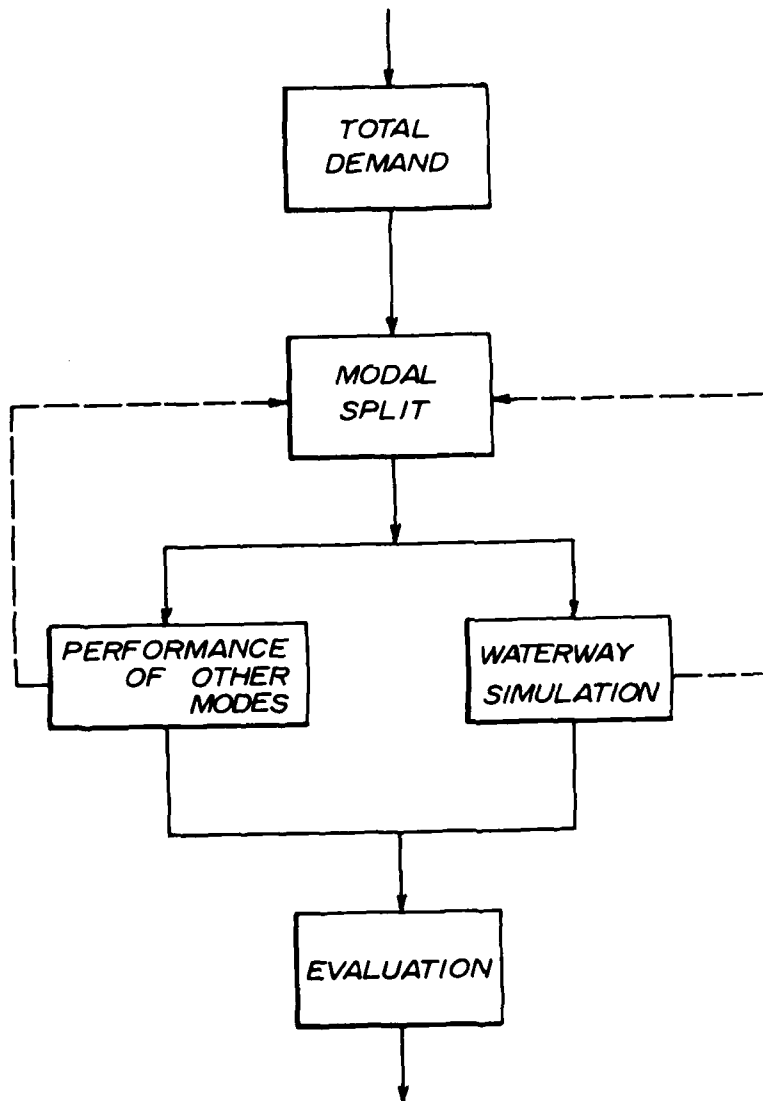 TOTAL
DEMAND
MODAL
SPLIT
PERFORMANCE
OF OTHER
MODES
WATERWAY
SIMULATION
EVALUATION